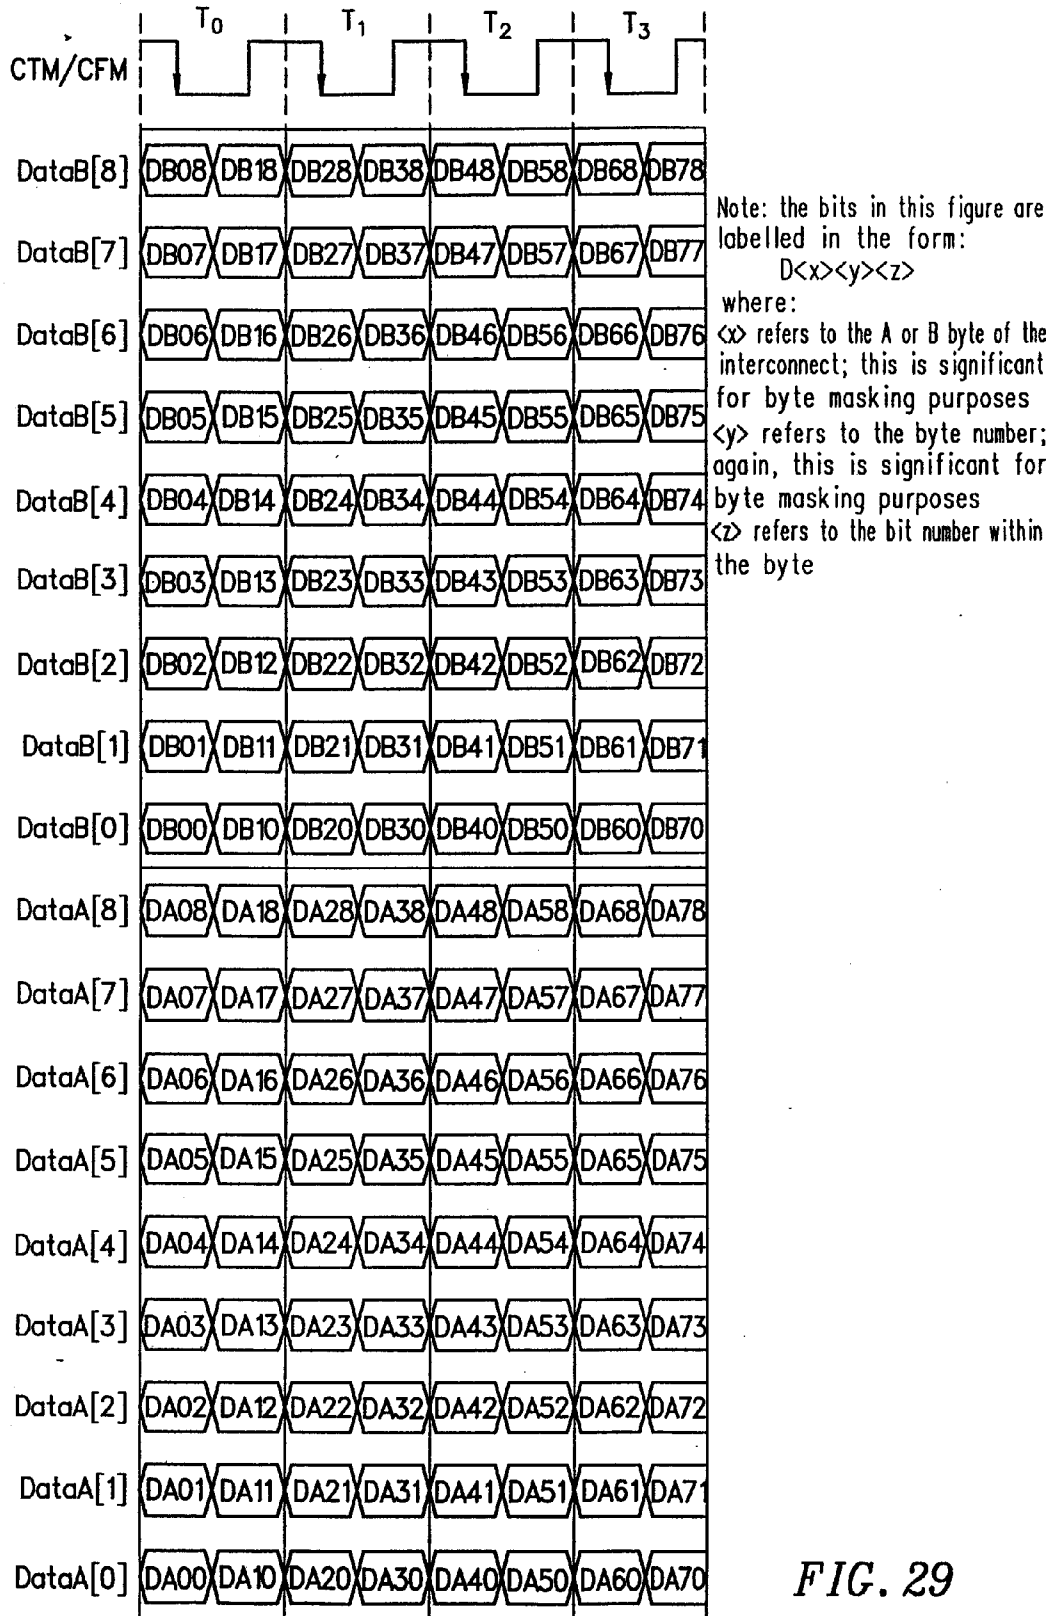 T0 T1 T2 T3
CTM/CFM
DataB[8] DB08 DB18 DB28 DB38 DB48 DB58 DB68 DB78
DataB[7] DB07 DB17 DB27 DB37 DB47 DB57 DB67 DB77
DataB[6] DB06 DB16 DB26 DB36 DB46 DB56 DB66 DB76
DataB[5] DB05 DB15 DB25 DB35 DB45 DB55 DB65 DB75
DataB[4] DB04 DB14 DB24 DB34 DB44 DB54 DB64 DB74
DataB[3] DB03 DB13 DB23 DB33 DB43 DB53 DB63 DB73
DataB[2] DB02 DB12 DB22 DB32 DB42 DB52 DB62 DB72
DataB[1] DB01 DB11 DB21 DB31 DB41 DB51 DB61 DB71
DataB[0] DB00 DB10 DB20 DB30 DB40 DB50 DB60 DB70
DataA[8] DA08 DA18 DA28 DA38 DA48 DA58 DA68 DA78
DataA[7] DA07 DA17 DA27 DA37 DA47 DA57 DA67 DA77
DataA[6] DA06 DA16 DA26 DA36 DA46 DA56 DA66 DA76
DataA[5] DA05 DA15 DA25 DA35 DA45 DA55 DA65 DA75
DataA[4] DA04 DA14 DA24 DA34 DA44 DA54 DA64 DA74
DataA[3] DA03 DA13 DA23 DA33 DA43 DA53 DA63 DA73
DataA[2] DA02 DA12 DA22 DA32 DA42 DA52 DA62 DA72
DataA[1] DA01 DA11 DA21 DA31 DA41 DA51 DA61 DA71
DataA[0] DA00 DA10 DA20 DA30 DA40 DA50 DA60 DA70
Note: the bits in this figure are
labelled in the form:
D<x><y><z>
where:
<x> refers to the A or B byte of the
interconnect; this is significant
for byte masking purposes
<y> refers to the byte number;
again, this is significant for
byte masking purposes
<z> refers to the bit number within
the byte
FIG. 29